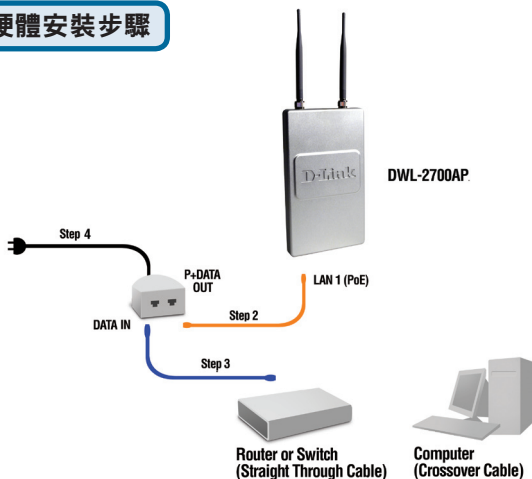 硬體安裝步驟
D-Link
DWL-2700AP
Step 4
P+DATA
OUT
LAN 1 (PoE)
DATA IN
Step 2
Step 3
Router or Switch
(Straight Through Cable)
Computer
(Crossover Cable)